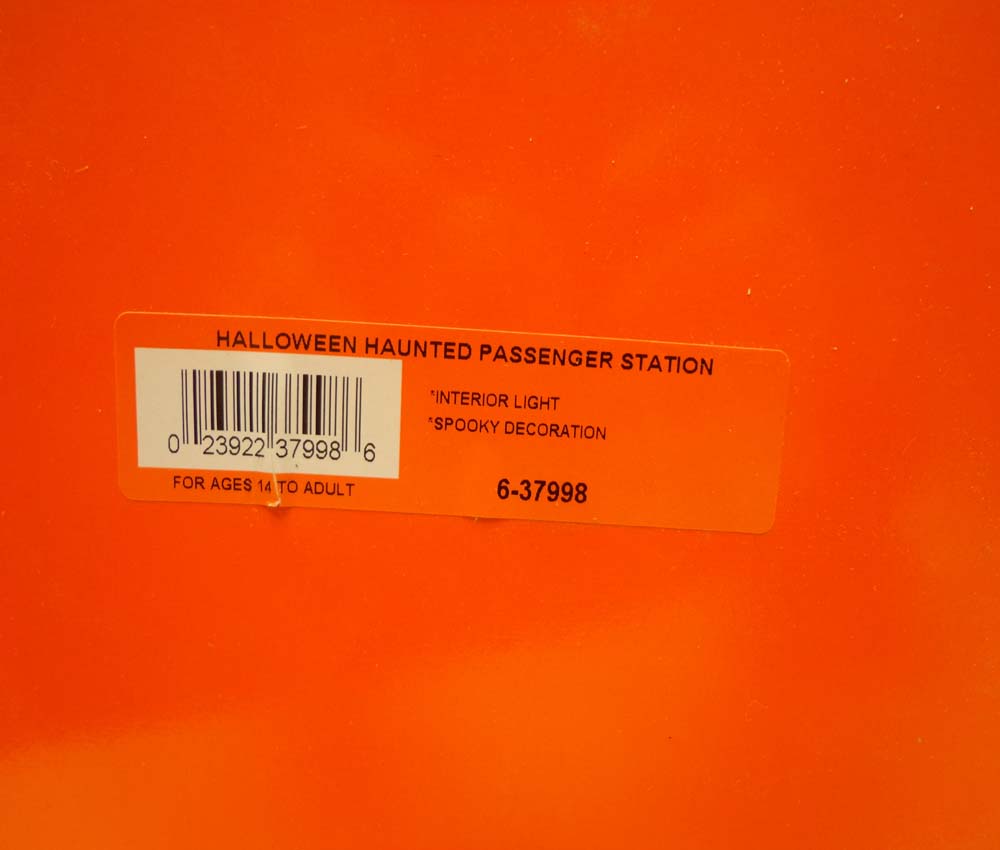 HALLOWEEN HAUNTED PASSENGER STATION
*INTERIOR LIGHT
*SPOOKY DECORATION
0 23922 37998 6
FOR AGES 14 TO ADULT
6-37998